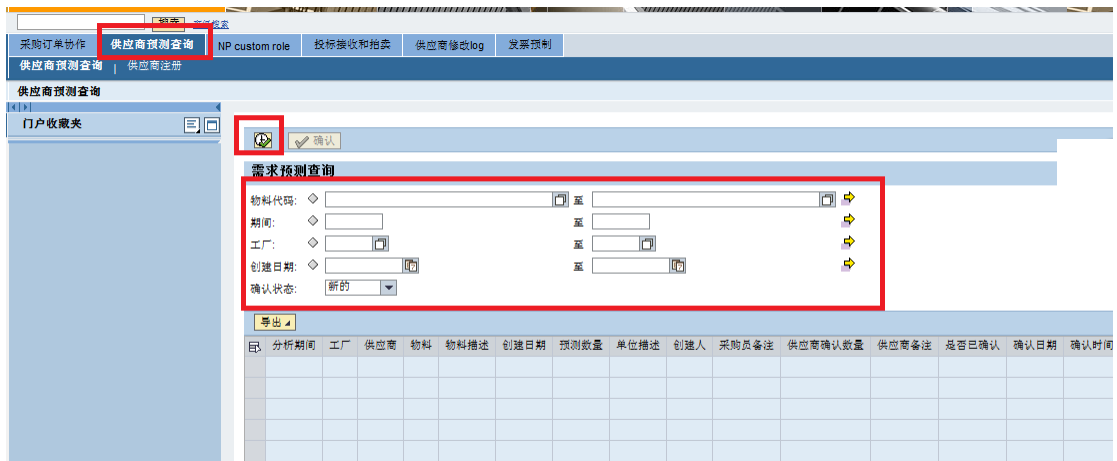 搜索 高级搜索
采购订单协作 供应商预测查询 NP custom role 投标接收和拍卖 供应商修改log 发票预制
供应商预测查询 | 供应商注册
供应商预测查询
门户收藏夹
确认
需求预测查询
物料代码: 至
期间: 至
工厂: 至
创建日期: 至
确认状态: 新的
导出
分析期间 工厂 供应商 物料 物料描述 创建日期 预测数量 单位描述 创建人 采购员备注 供应商确认数量 供应商备注 是否已确认 确认日期 确认时间